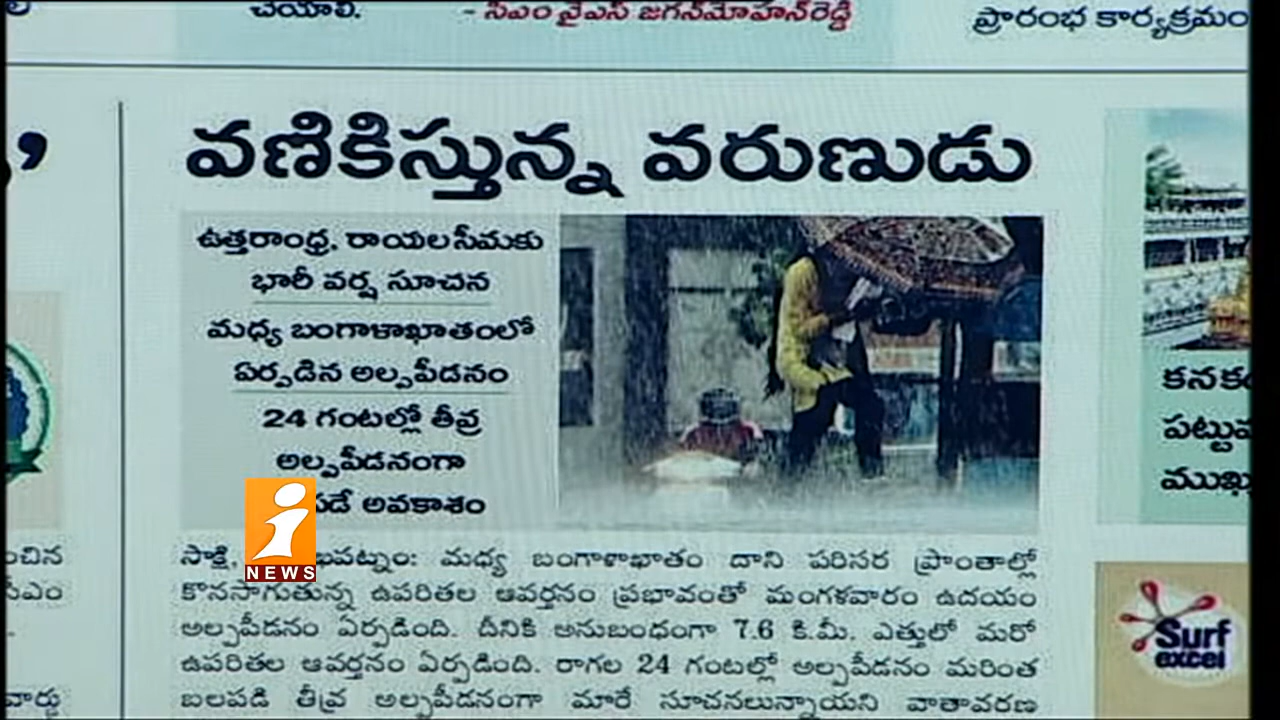 చేయాలి.
- సీఎం వైఎస్ జగన్‌మోహన్‌రెడ్డి
ప్రారంభ కార్యక్రమం
వణికిస్తున్న వరుణుడు
ఉత్తరాంధ్ర, రాయలసీమకు
భారీ వర్ష సూచన
మధ్య బంగాళాఖాతంలో
ఏర్పడిన అల్పపీడనం
24 గంటల్లో తీవ్ర
అల్పపీడనంగా
అవకాశం
సాక్షి, మధ్య బంగాళాఖాతం దాని పరిసర ప్రాంతాల్లో
కొనసాగుతున్న ఉపరితల ఆవర్తనం ప్రభావంతో మంగళవారం ఉదయం
అల్పపీడనం ఏర్పడింది. దీనికి అనుబంధంగా 7.6 కి.మీ. ఎత్తులో మరో
ఉపరితల ఆవర్తనం ఏర్పడింది. రాగల 24 గంటల్లో అల్పపీడనం మరింత
బలపడి తీవ్ర అల్పపీడనంగా మారే సూచనలున్నాయని వాతావరణ
i
NEWS
Surf
excel